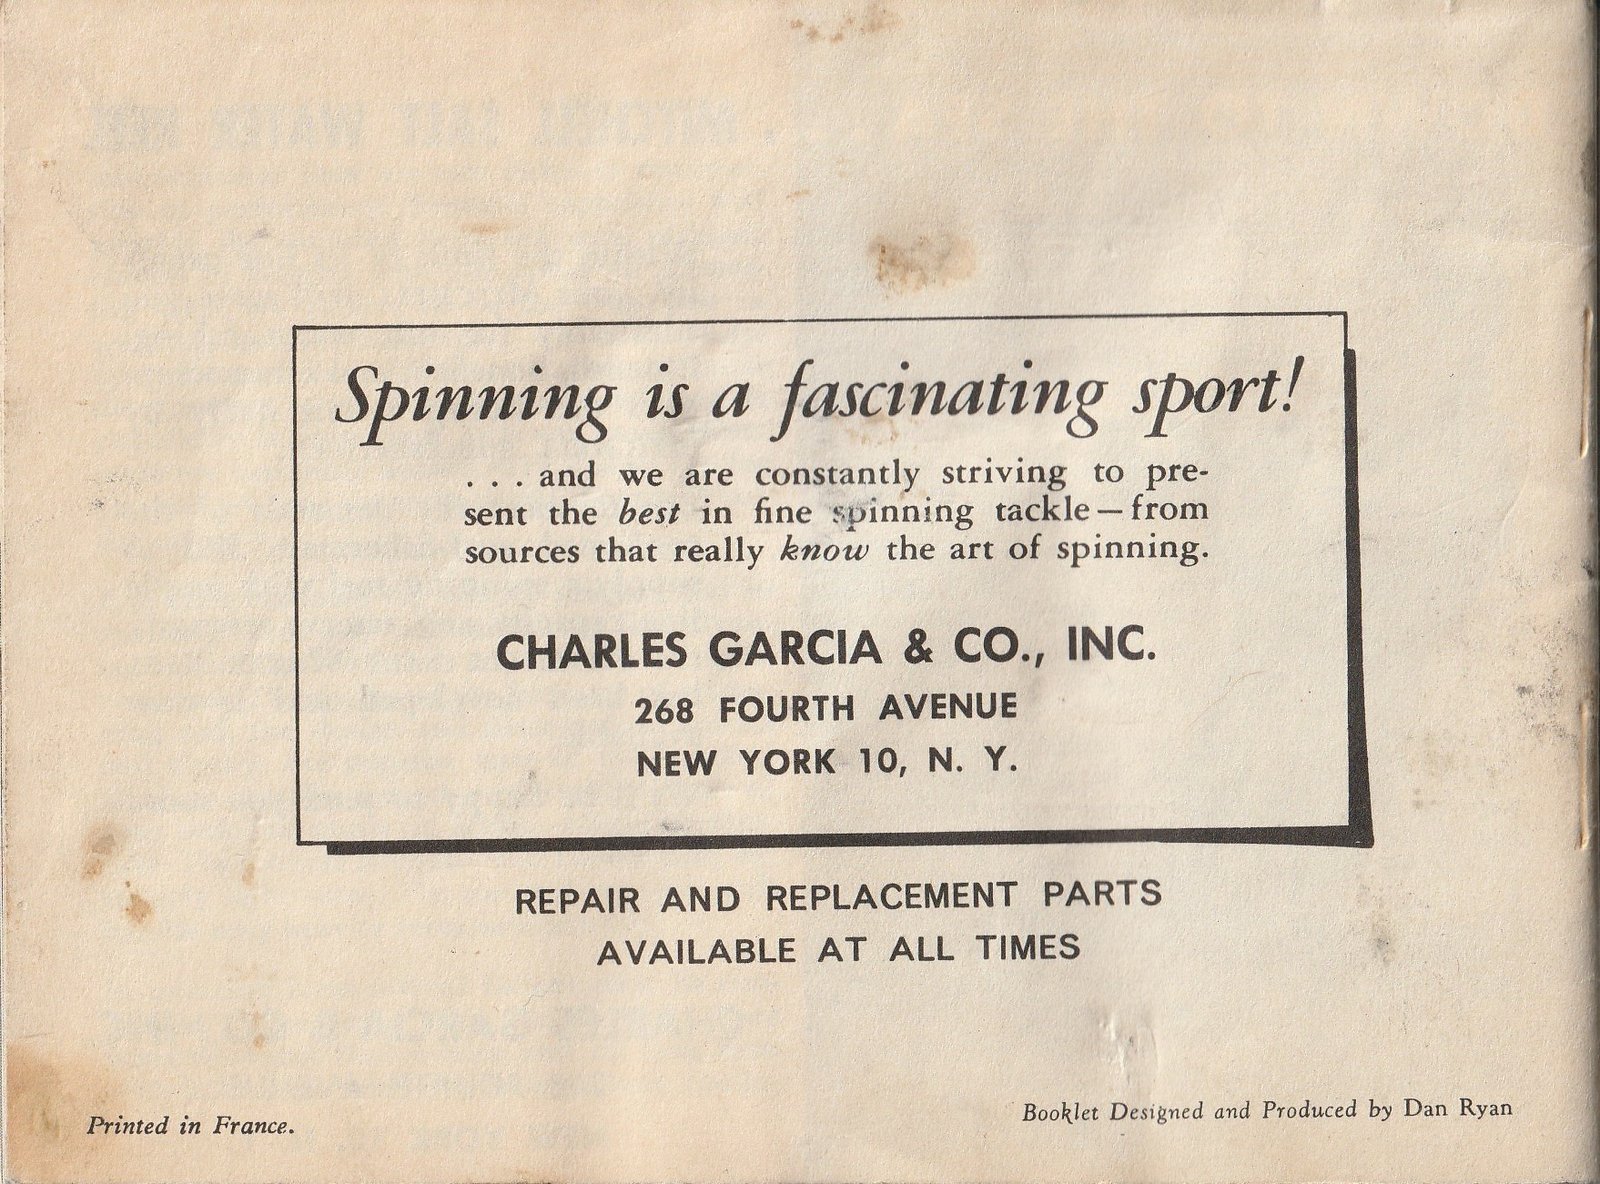 Spinning is a fascinating sport!
. . . and we are constantly striving to pre-
sent the best in fine spinning tackle — from
sources that really know the art of spinning.
CHARLES GARCIA & CO., INC.
268 FOURTH AVENUE
NEW YORK 10, N. Y.
REPAIR AND REPLACEMENT PARTS
AVAILABLE AT ALL TIMES
Printed in France.
Booklet Designed and Produced by Dan Ryan